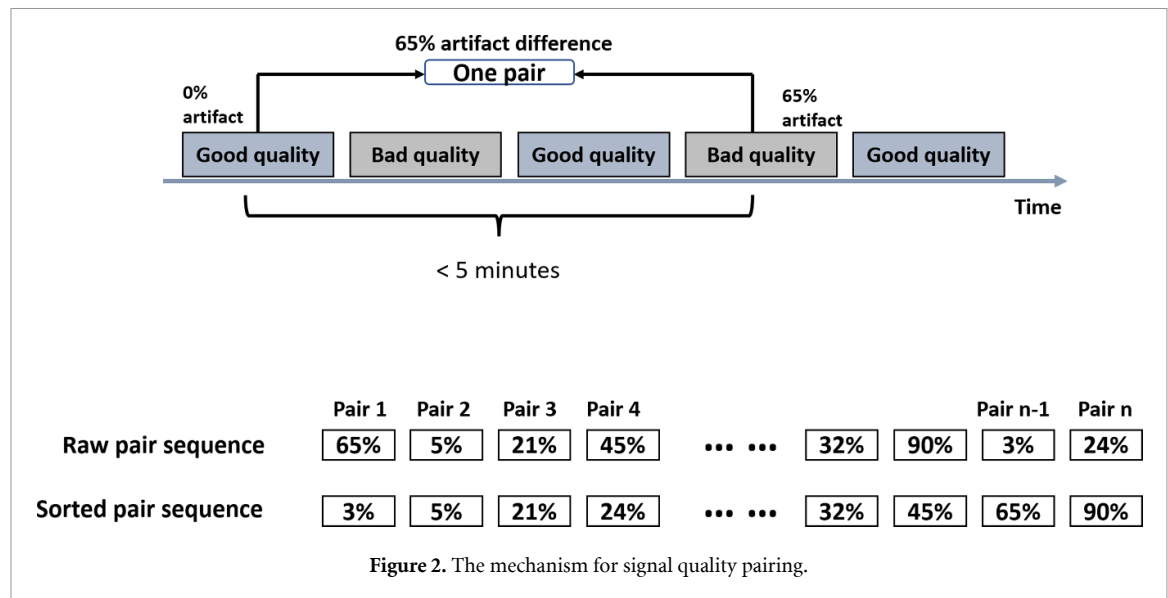 65% artifact difference
One pair
0%
artifact
65%
artifact
Good quality Bad quality Good quality Bad quality Good quality
Time
< 5 minutes
Pair 1 Pair 2 Pair 3 Pair 4 Pair n-1 Pair n
Raw pair sequence 65% 5% 21% 45% ... ... 32% 90% 3% 24%
Sorted pair sequence 3% 5% 21% 24% ... ... 32% 45% 65% 90%
Figure 2. The mechanism for signal quality pairing.